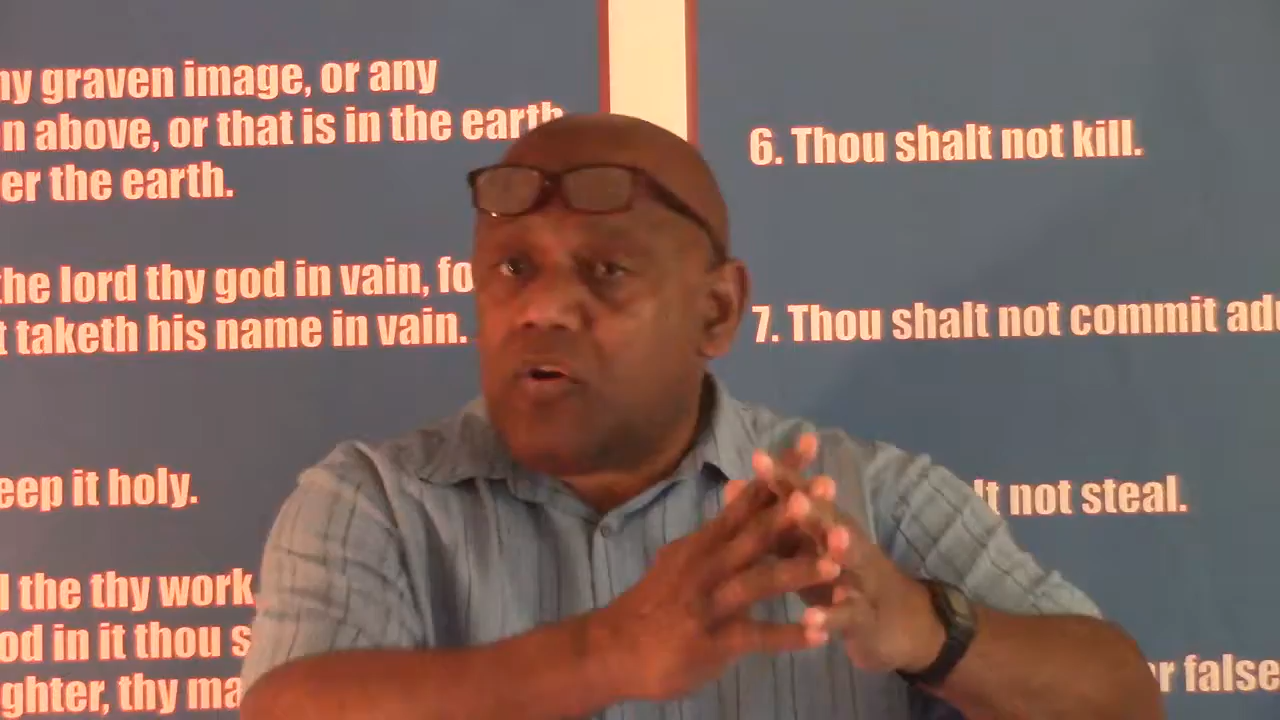 ny graven image, or any
n above, or that is in the earth
er the earth.
the lord thy god in vain, fo
t taketh his name in vain.
eep it holy.
l the thy work,
od in it thou s
ghter, thy ma
6. Thou shalt not kill.
7. Thou shalt not commit ad
lt not steal.
r false